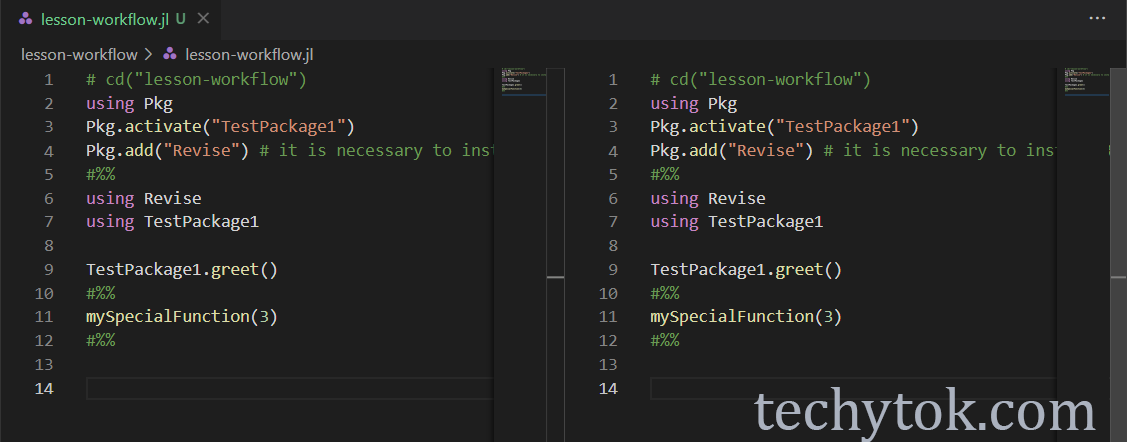 lesson-workflow.jl U
lesson-workflow > lesson-workflow.jl
1 # cd("lesson-workflow")
2 using Pkg
3 Pkg.activate("TestPackage1")
4 Pkg.add("Revise") # it is necessary to inst
5 #%%
6 using Revise
7 using TestPackage1
8
9 TestPackage1.greet()
10 #%%
11 mySpecialFunction(3)
12 #%%
13
14
1 # cd("lesson-workflow")
2 using Pkg
3 Pkg.activate("TestPackage1")
4 Pkg.add("Revise") # it is necessary to ins
5 #%%
6 using Revise
7 using TestPackage1
8
9 TestPackage1.greet()
10 #%%
11 mySpecialFunction(3)
12 #%%
13
14
techytok.com